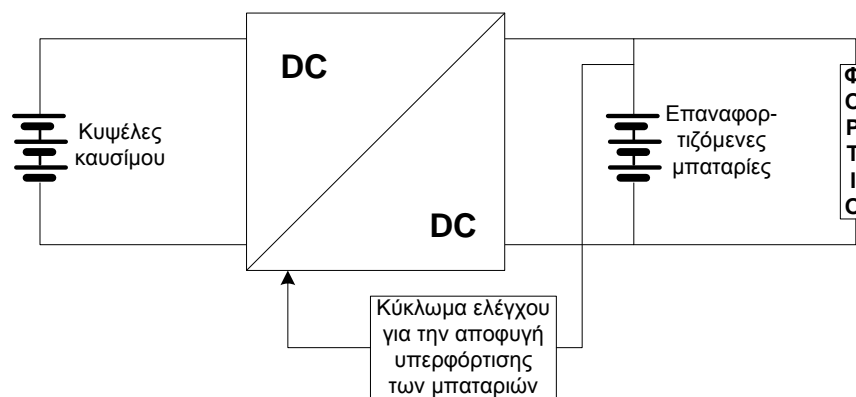 DC
DC
Κυψέλες
καυσίμου
Επαναφορ-
τιζόμενες
μπαταρίες
Φ
Ο
Ρ
Τ
Ι
Ο
Κύκλωμα ελέγχου
για την αποφυγή
υπερφόρτισης
των μπαταριών